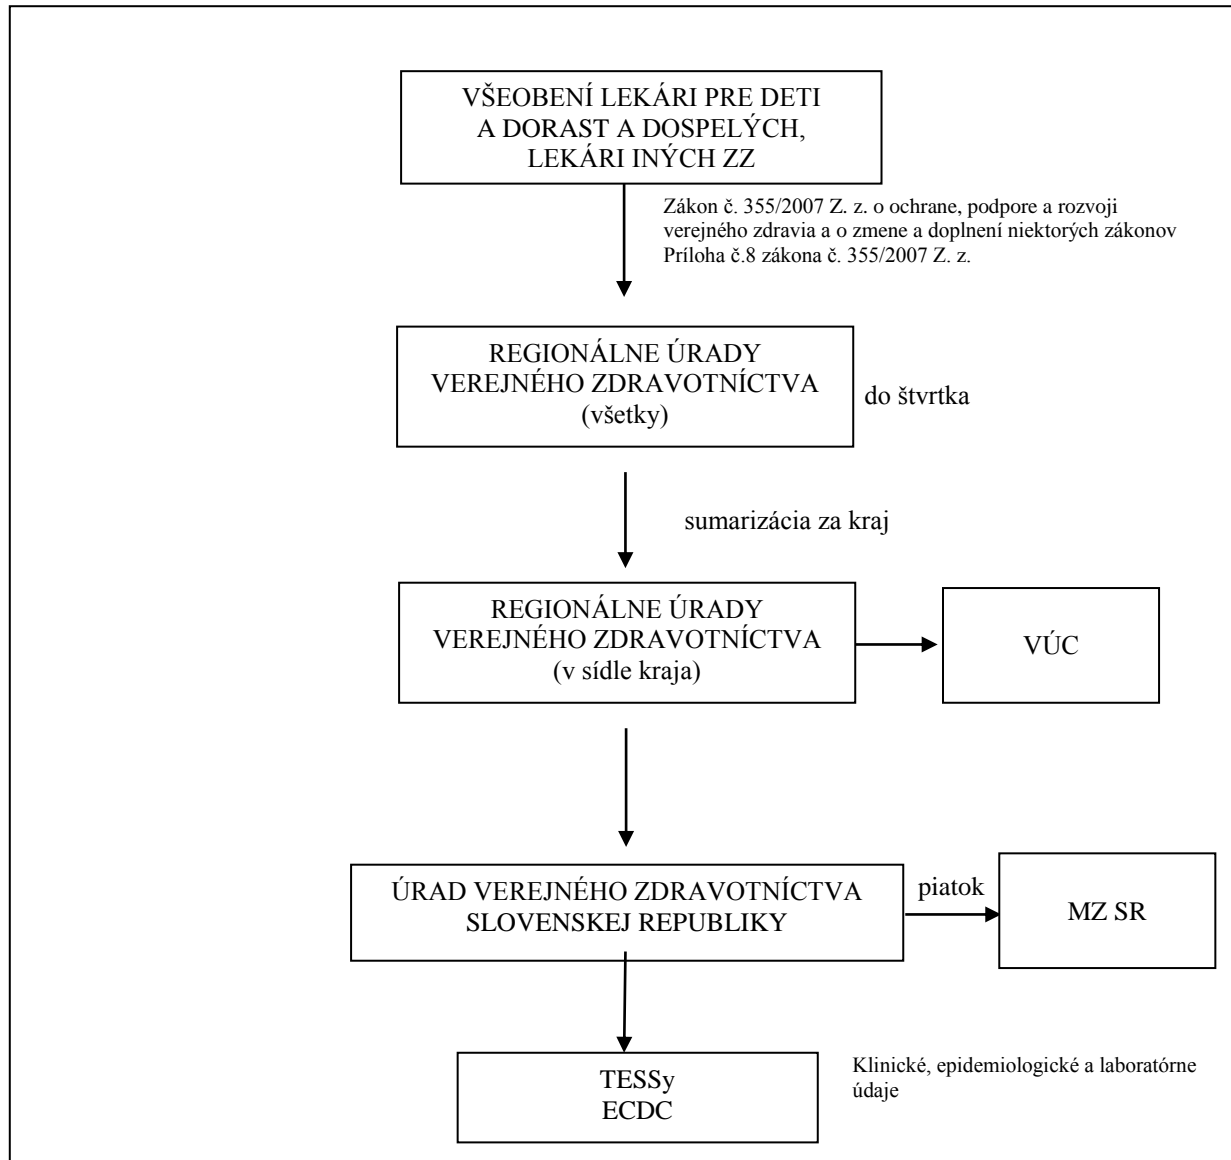 VŠEOBENÍ LEKÁRI PRE DETI
A DORAST A DOSPELÝCH,
LEKÁRI INÝCH ZZ
Zákon č. 355/2007 Z. z. o ochrane, podpore a rozvoji
verejného zdravia a o zmene a doplnení niektorých zákonov
Príloha č.8 zákona č. 355/2007 Z. z.
REGIONÁLNE ÚRADY
VEREJNÉHO ZDRAVOTNÍCTVA
(všetky)
do štvrtka
sumarizácia za kraj
REGIONÁLNE ÚRADY
VEREJNÉHO ZDRAVOTNÍCTVA
(v sídle kraja)
VÚC
ÚRAD VEREJNÉHO ZDRAVOTNÍCTVA
SLOVENSKEJ REPUBLIKY
piatok
MZ SR
TESSy
ECDC
Klinické, epidemiologické a laboratórne
údaje